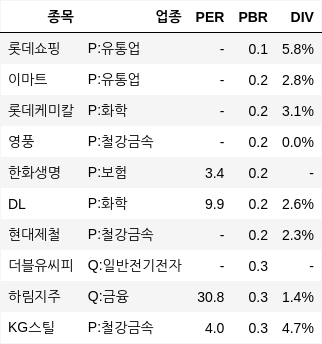 종목 업종 PER PBR DIV
롯데쇼핑 P:유통업 - 0.1 5.8%
이마트 P:유통업 - 0.2 2.8%
롯데케미칼 P:화학 - 0.2 3.1%
영풍 P:철강금속 - 0.2 0.0%
한화생명 P:보험 3.4 0.2 -
DL P:화학 9.9 0.2 2.6%
현대제철 P:철강금속 - 0.2 2.3%
더블유씨피 Q:일반전기전자 - 0.3 -
하림지주 Q:금융 30.8 0.3 1.4%
KG스틸 P:철강금속 4.0 0.3 4.7%